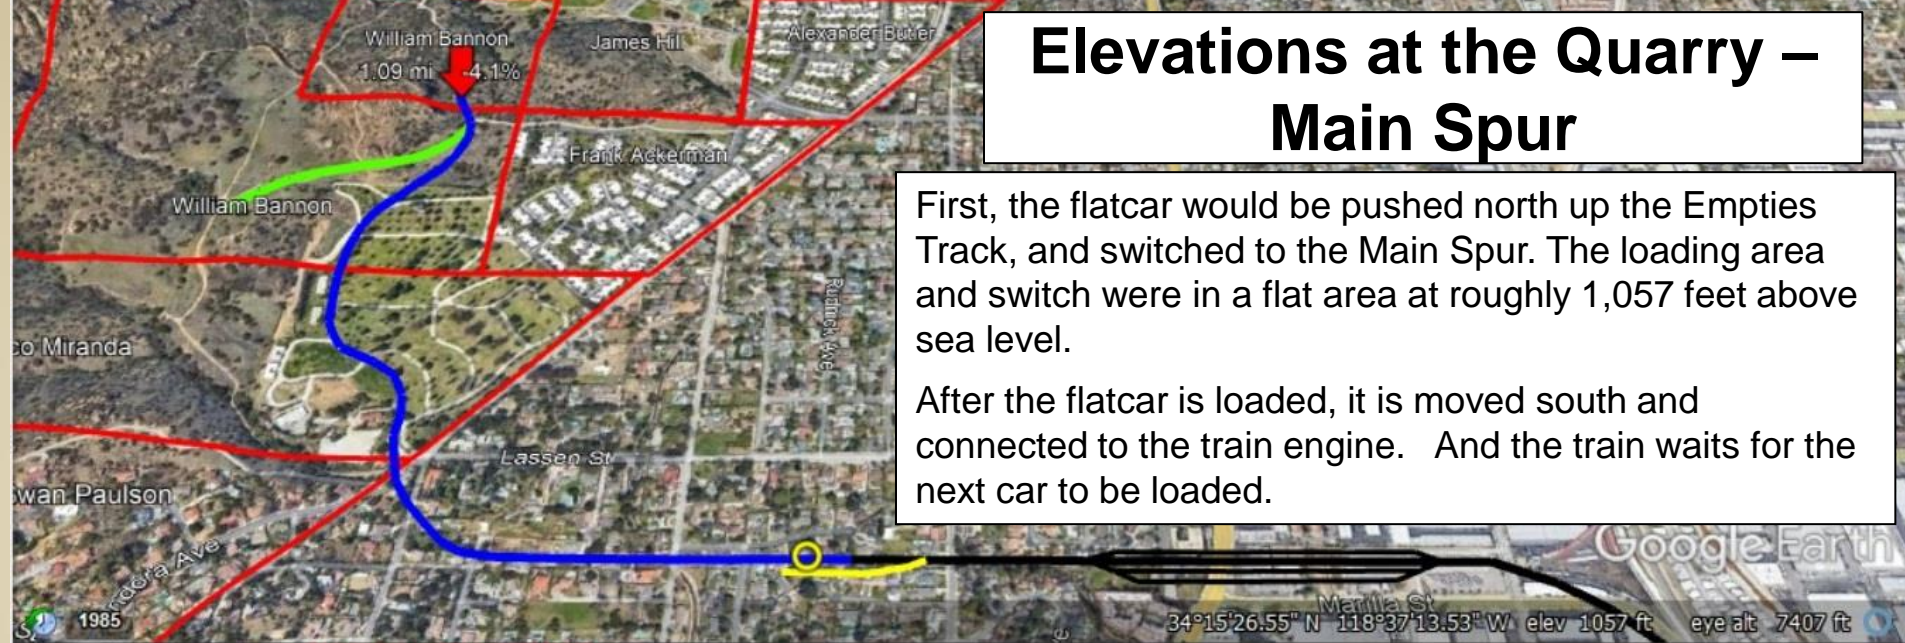 Elevations at the Quarry –
Main Spur
First, the flatcar would be pushed north up the Empties
Track, and switched to the Main Spur. The loading area
and switch were in a flat area at roughly 1,057 feet above
sea level.
After the flatcar is loaded, it is moved south and
connected to the train engine.   And the train waits for the
next car to be loaded.
William Bannon
1.09 mi
-4.1%
James Hill
Alexander Butler
Frank Ackerman
William Bannon
co Miranda
Lassen St
wan Paulson
ndora Ave
Google Earth
Marilla St
1985
34°15'26.55" N 118°37'13.53" W elev 1057 ft eye alt 7407 ft